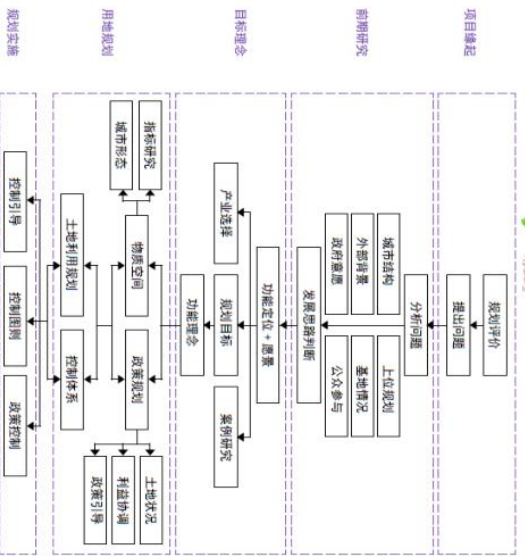 项目缘起
规划评价
提出问题
前期研究
分析问题
城市结构
上位规划
外部背景
基地情况
政府意愿
公众参与
发展思路判断
目标理念
功能定位+愿景
产业选择
规划目标
案例研究
功能理念
用地规划
指标研究
城市形态
物质空间
政策规划
土地状况
利益协调
政策引导
土地利用规划
控制体系
规划实施
控制引导
控制图则
政策控制